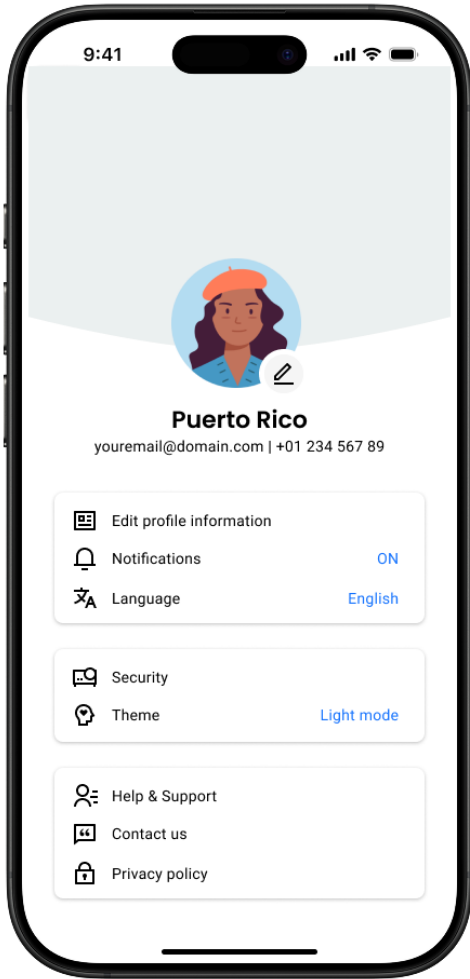 9:41
Puerto Rico
youremail@domain.com | +01 234 567 89
Edit profile information
Notifications ON
Language English
Security
Theme Light mode
Help & Support
Contact us
Privacy policy